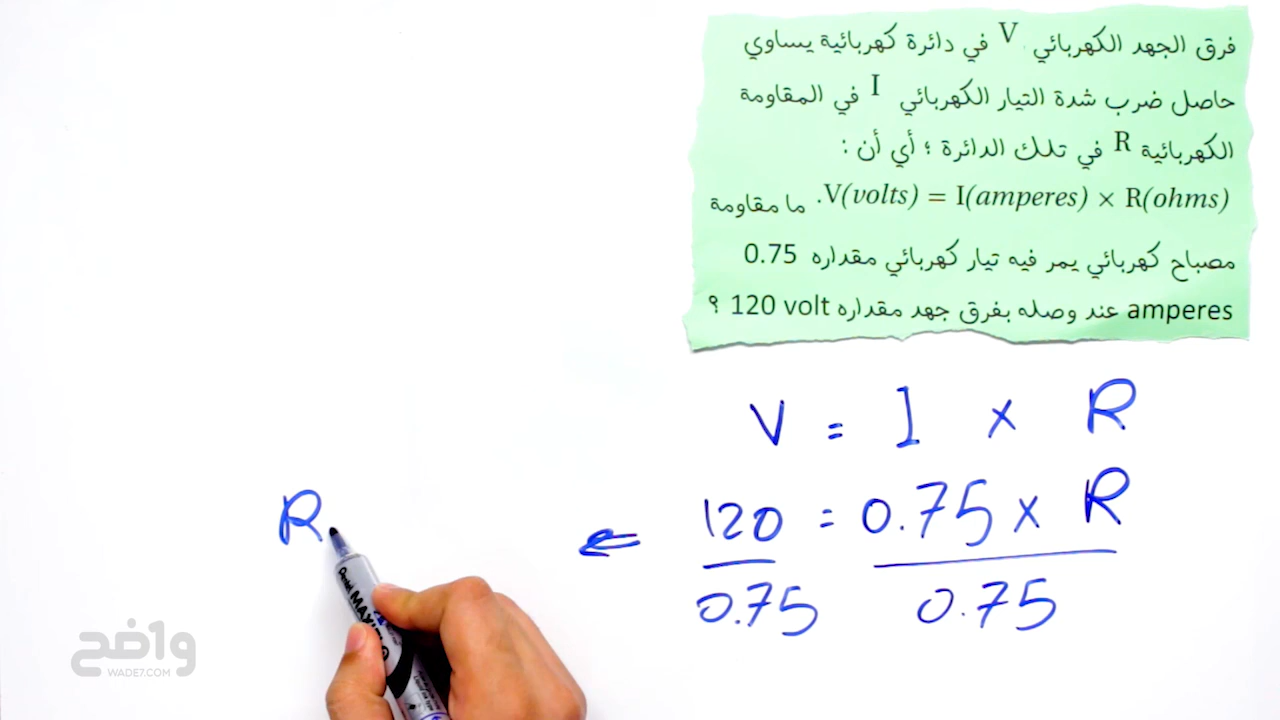 فرق الجهد الكهربائي V في دائرة كهربائية يساوي
حاصل ضرب شدة التيار الكهربائي I في المقاومة
الكهربائية R في تلك الدائرة ؛ أي أن :
V(volts) = I(amperes) × R(ohms). ما مقاومة
مصباح كهربائي يمر فيه تيار كهربائي مقداره 0.75
amperes عند وصله بفرق جهد مقداره 120 volt ؟
V = I × R
120 = 0.75 × R
0.75 0.75
⇐
R
Pentel MAXIFLO
واضح
WADE7.COM